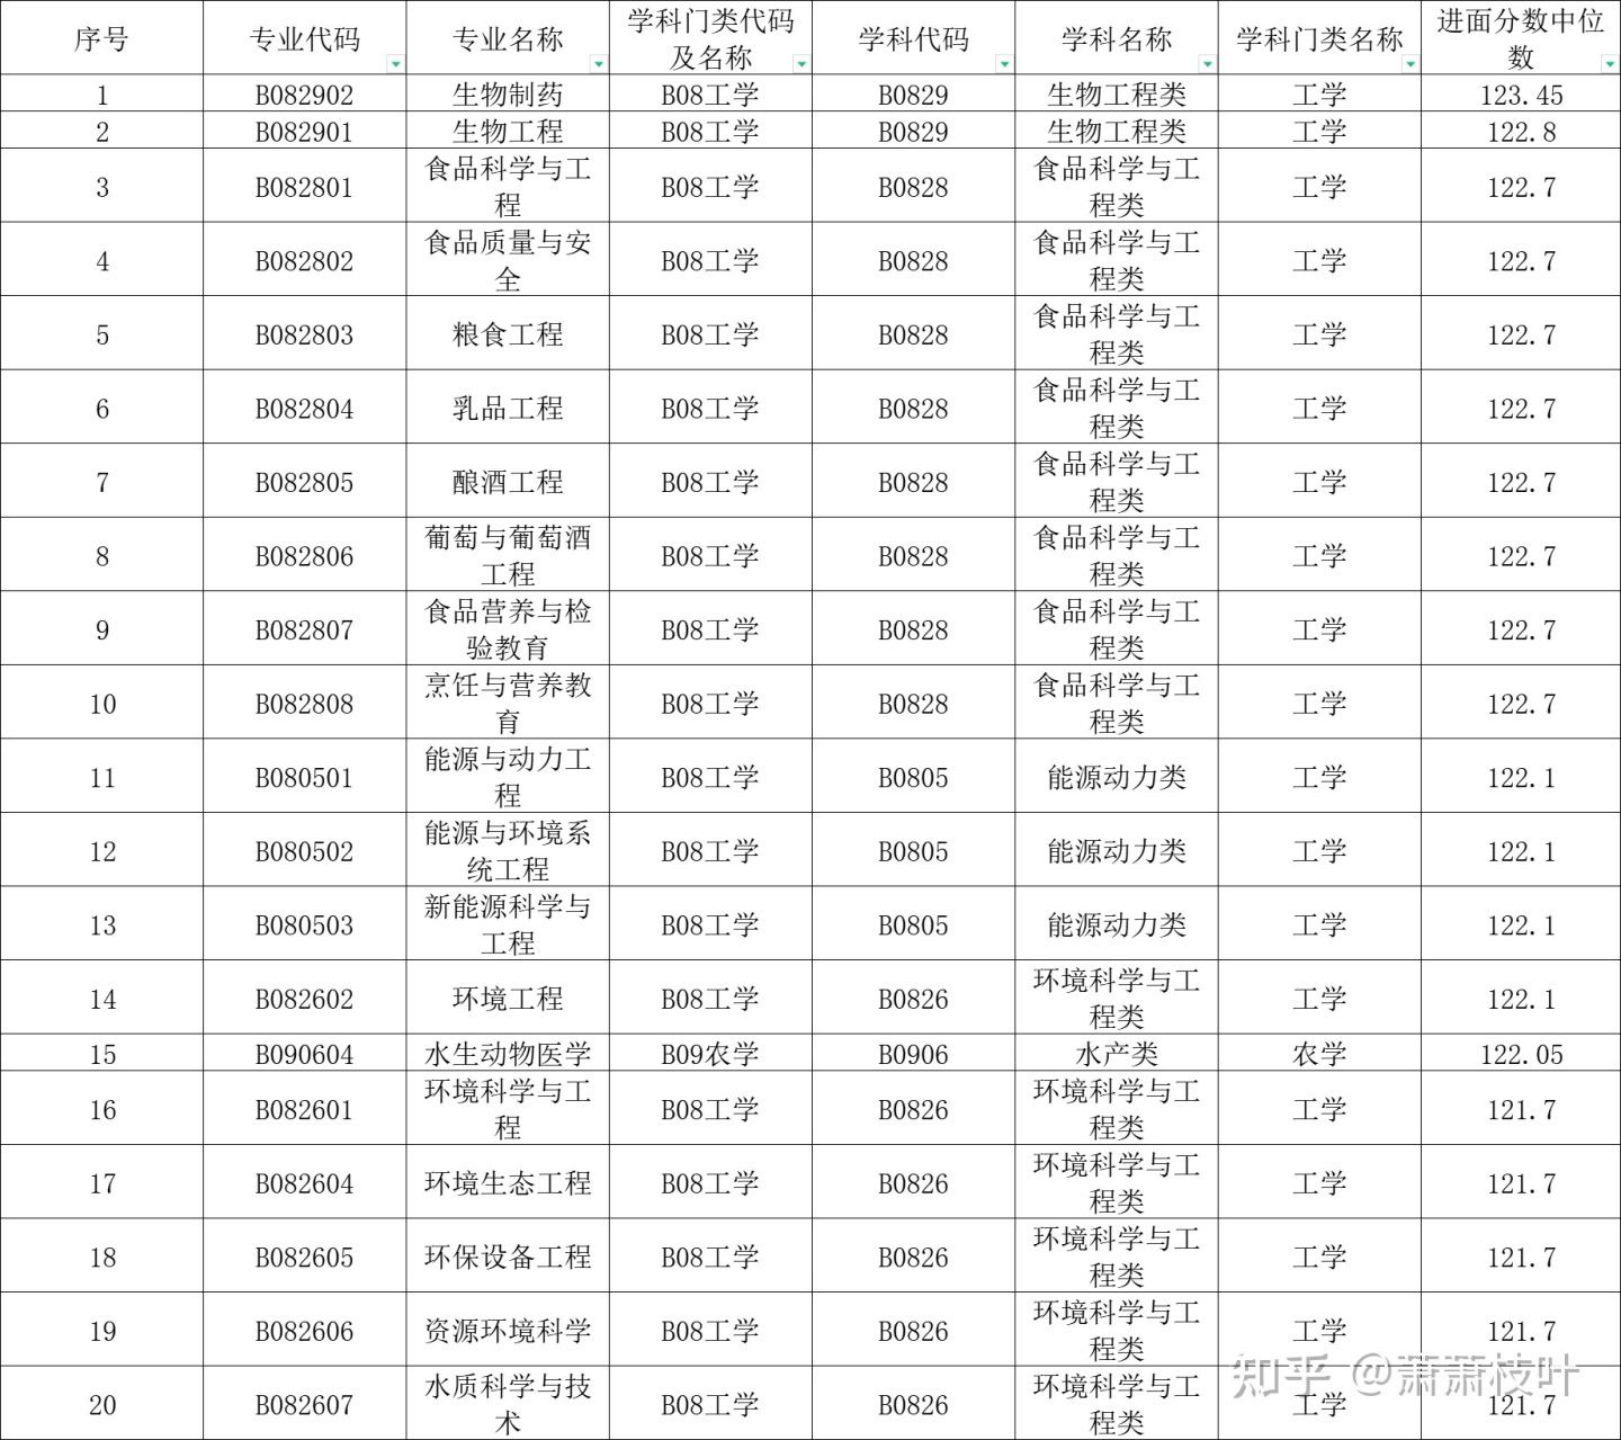 序号 专业代码 专业名称 学科门类代码及名称 学科代码 学科名称 学科门类名称 进面分数中位数
1 B082902 生物制药 B08工学 B0829 生物工程类 工学 123.45
2 B082901 生物工程 B08工学 B0829 生物工程类 工学 122.8
3 B082801 食品科学与工程 B08工学 B0828 食品科学与工程类 工学 122.7
4 B082802 食品质量与安全 B08工学 B0828 食品科学与工程类 工学 122.7
5 B082803 粮食工程 B08工学 B0828 食品科学与工程类 工学 122.7
6 B082804 乳品工程 B08工学 B0828 食品科学与工程类 工学 122.7
7 B082805 酿酒工程 B08工学 B0828 食品科学与工程类 工学 122.7
8 B082806 葡萄与葡萄酒工程 B08工学 B0828 食品科学与工程类 工学 122.7
9 B082807 食品营养与检验教育 B08工学 B0828 食品科学与工程类 工学 122.7
10 B082808 烹饪与营养教育 B08工学 B0828 食品科学与工程类 工学 122.7
11 B080501 能源与动力工程 B08工学 B0805 能源动力类 工学 122.1
12 B080502 能源与环境系统工程 B08工学 B0805 能源动力类 工学 122.1
13 B080503 新能源科学与工程 B08工学 B0805 能源动力类 工学 122.1
14 B082602 环境工程 B08工学 B0826 环境科学与工程类 工学 122.1
15 B090604 水生动物医学 B09农学 B0906 水产类 农学 122.05
16 B082601 环境科学与工程 B08工学 B0826 环境科学与工程类 工学 121.7
17 B082604 环境生态工程 B08工学 B0826 环境科学与工程类 工学 121.7
18 B082605 环保设备工程 B08工学 B0826 环境科学与工程类 工学 121.7
19 B082606 资源环境科学 B08工学 B0826 环境科学与工程类 工学 121.7
20 B082607 水质科学与技术 B08工学 B0826 环境科学与工程类 工学 121.7
知乎 @萧萧枝叶